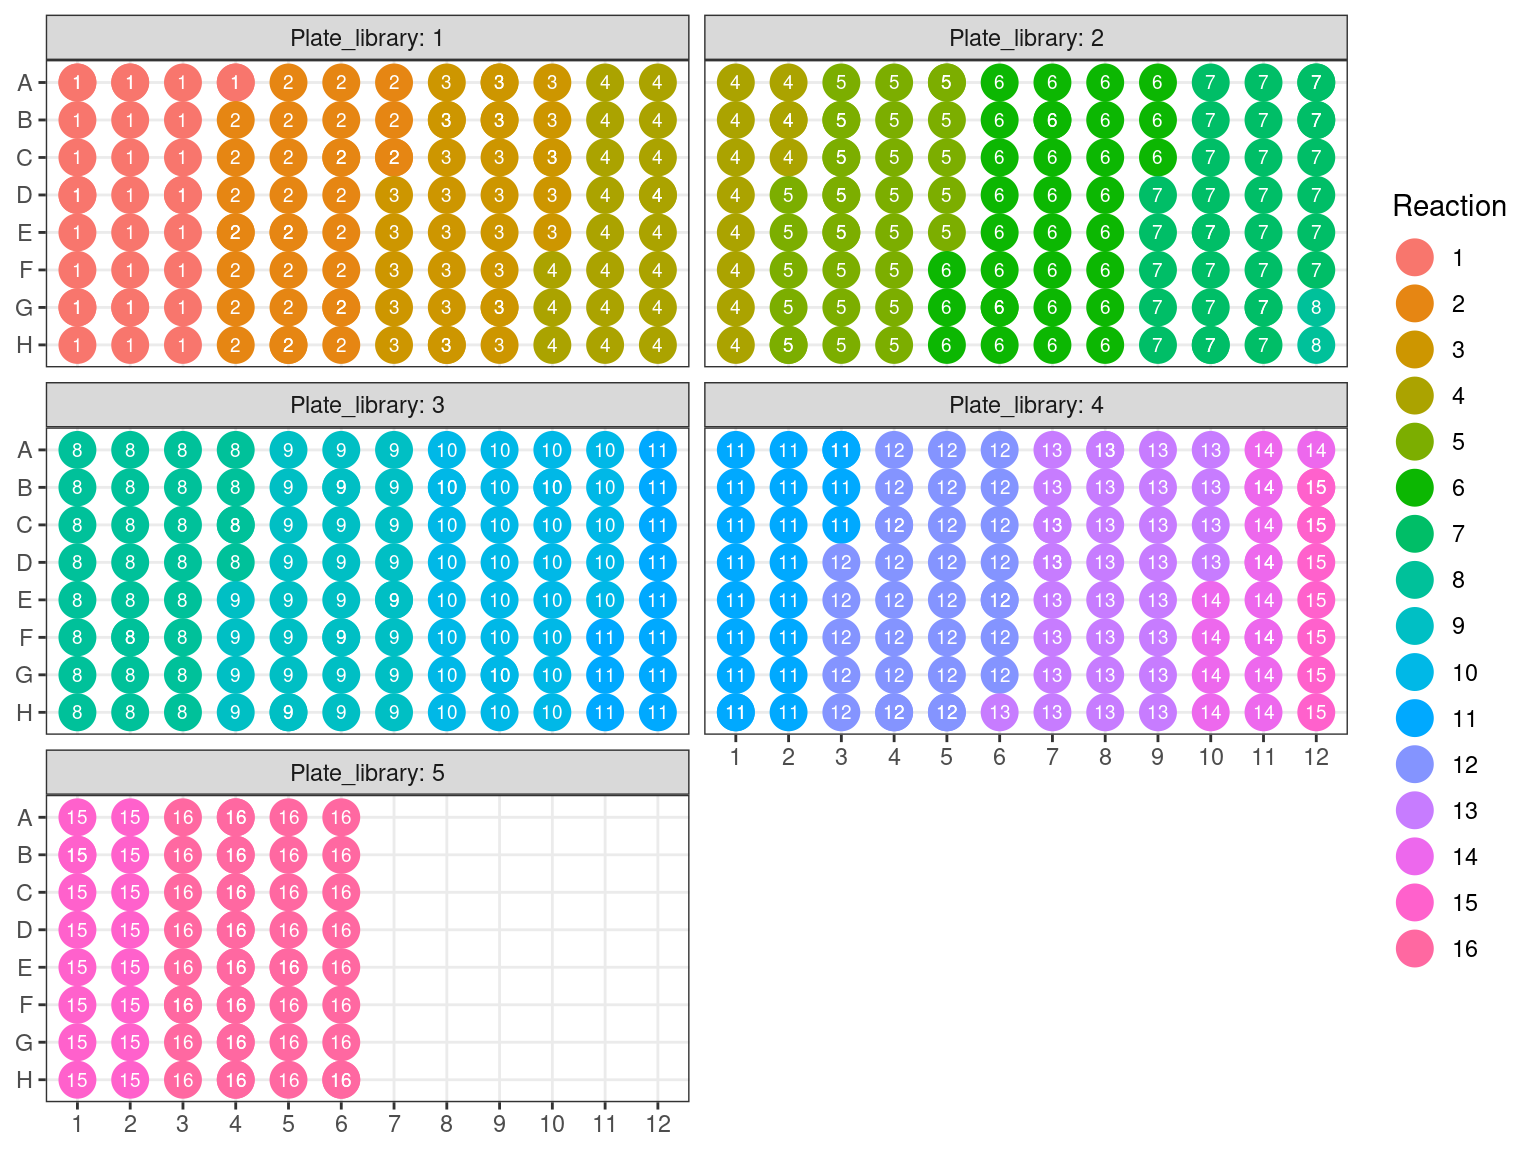 Plate_library: 1
A 1 1 1 1 2 2 2 3 3 3 4 4
B 1 1 1 2 2 2 2 3 3 3 4 4
C 1 1 1 2 2 2 2 3 3 3 4 4
D 1 1 1 2 2 2 3 3 3 3 4 4
E 1 1 1 2 2 2 3 3 3 3 4 4
F 1 1 1 2 2 2 3 3 3 4 4 4
G 1 1 1 2 2 2 3 3 3 4 4 4
H 1 1 1 2 2 2 3 3 3 4 4 4
Plate_library: 2
4 4 5 5 5 6 6 6 6 7 7 7
4 4 5 5 5 6 6 6 6 7 7 7
4 4 5 5 5 6 6 6 6 7 7 7
4 5 5 5 5 6 6 6 7 7 7 7
4 5 5 5 5 6 6 6 7 7 7 7
4 5 5 5 6 6 6 6 7 7 7 7
4 5 5 5 6 6 6 6 7 7 7 8
4 5 5 5 6 6 6 6 7 7 7 8
Plate_library: 3
A 8 8 8 8 9 9 9 10 10 10 10 11
B 8 8 8 8 9 9 9 10 10 10 10 11
C 8 8 8 8 9 9 9 10 10 10 10 11
D 8 8 8 8 9 9 9 10 10 10 10 11
E 8 8 8 9 9 9 9 10 10 10 10 11
F 8 8 8 9 9 9 9 10 10 10 11 11
G 8 8 8 9 9 9 9 10 10 10 11 11
H 8 8 8 9 9 9 9 10 10 10 11 11
Plate_library: 4
11 11 11 12 12 12 13 13 13 13 14 14
11 11 11 12 12 12 13 13 13 13 14 15
11 11 11 12 12 12 13 13 13 13 14 15
11 11 12 12 12 12 13 13 13 13 14 15
11 11 12 12 12 12 13 13 13 14 14 15
11 11 12 12 12 12 13 13 13 14 14 15
11 11 12 12 12 12 13 13 13 14 14 15
11 11 12 12 12 13 13 13 13 14 14 15
1 2 3 4 5 6 7 8 9 10 11 12
Plate_library: 5
A 15 15 16 16 16 16
B 15 15 16 16 16 16
C 15 15 16 16 16 16
D 15 15 16 16 16 16
E 15 15 16 16 16 16
F 15 15 16 16 16 16
G 15 15 16 16 16 16
H 15 15 16 16 16 16
1 2 3 4 5 6 7 8 9 10 11 12
Reaction
1
2
3
4
5
6
7
8
9
10
11
12
13
14
15
16